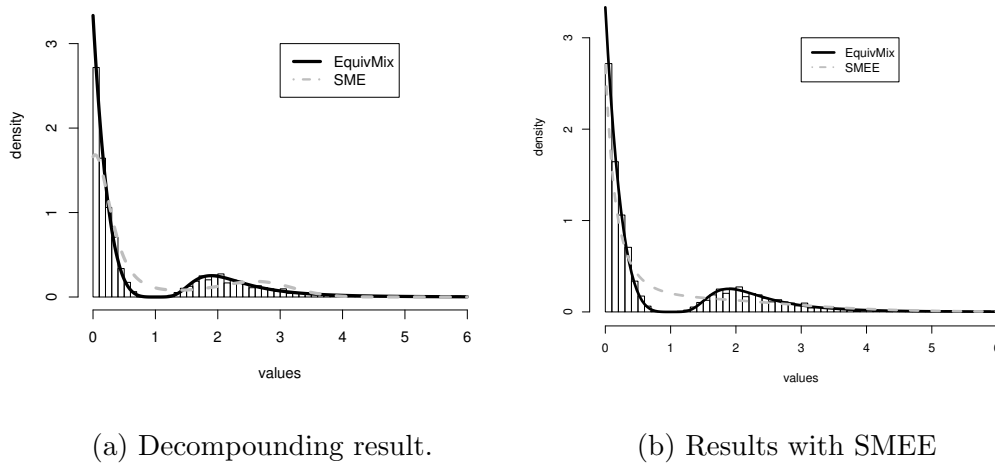 3
EquivMix
SME
2
density
1
0
0 1 2 3 4 5 6
values
(a) Decompounding result.
3
EquivMix
SMEE
2
density
1
0
0 1 2 3 4 5 6
values
(b) Results with SMEE